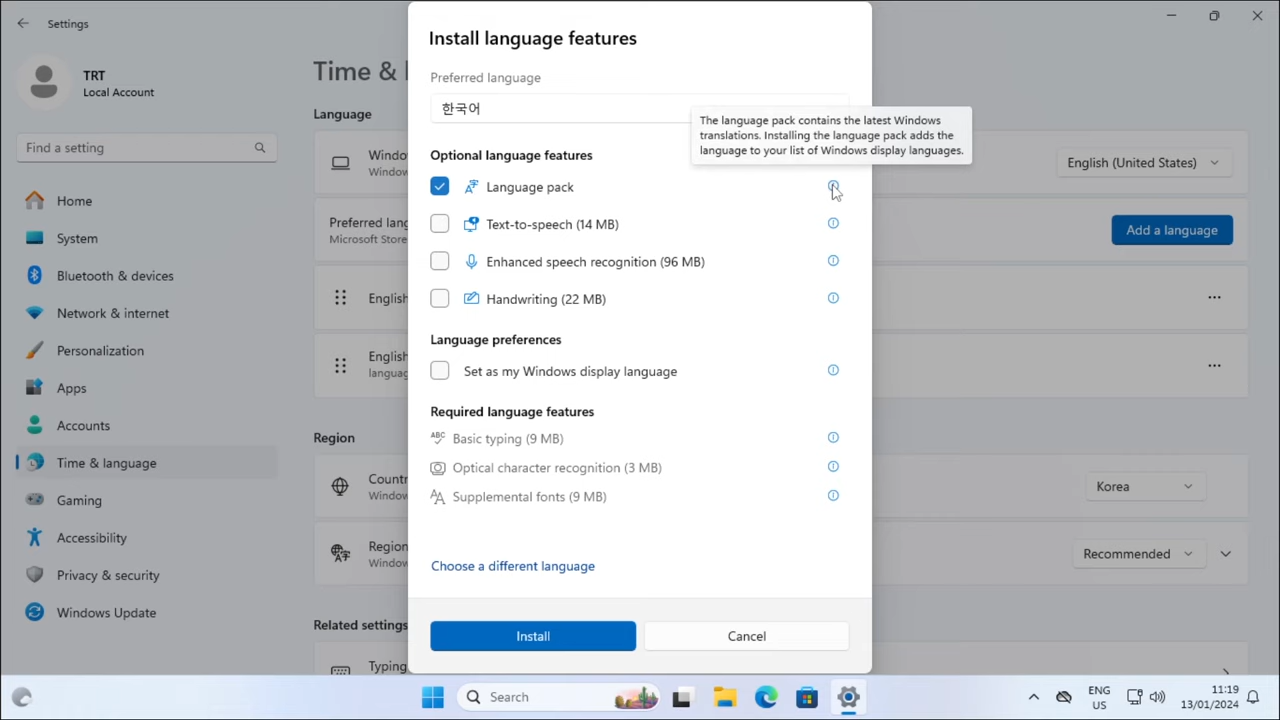 Settings
TRT
Local Account
Find a setting
Home
System
Bluetooth & devices
Network & internet
Personalization
Apps
Accounts
Time & language
Gaming
Accessibility
Privacy & security
Windows Update
Time &
Language
Windo
Windows
English (United States)
Preferred
Microsoft Store
Add a language
English
English
language
Region
Count
Window
Korea
Region
Window
Recommended
Related settings
Typing
Install language features
Preferred language
한국어
The language pack contains the latest Windows
translations. Installing the language pack adds the
language to your list of Windows display languages.
Optional language features
Language pack
Text-to-speech (14 MB)
Enhanced speech recognition (96 MB)
Handwriting (22 MB)
Language preferences
Set as my Windows display language
Required language features
ABC Basic typing (9 MB)
Optical character recognition (3 MB)
Supplemental fonts (9 MB)
Choose a different language
Install
Cancel
Search
ENG
US
11:19
13/01/2024